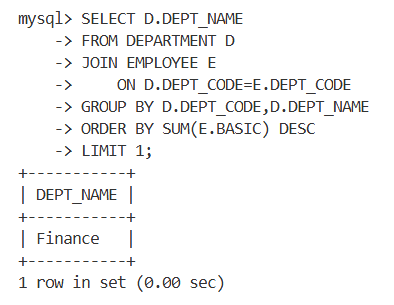 mysql> SELECT D.DEPT_NAME
    -> FROM DEPARTMENT D
    -> JOIN EMPLOYEE E
    ->     ON D.DEPT_CODE=E.DEPT_CODE
    -> GROUP BY D.DEPT_CODE,D.DEPT_NAME
    -> ORDER BY SUM(E.BASIC) DESC
    -> LIMIT 1;
+-----------+
| DEPT_NAME |
+-----------+
| Finance   |
+-----------+
1 row in set (0.00 sec)